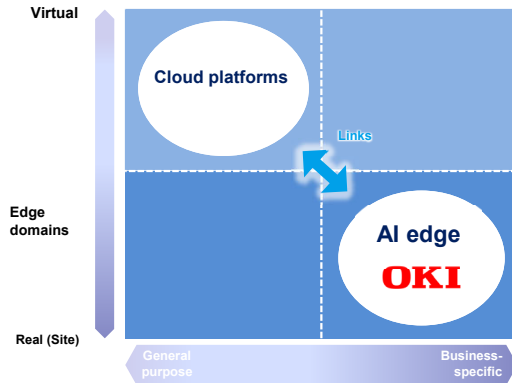 Virtual
Cloud platforms
Links
Edge
domains
AI edge
OKI
Real (Site)
General
purpose
Business-
specific